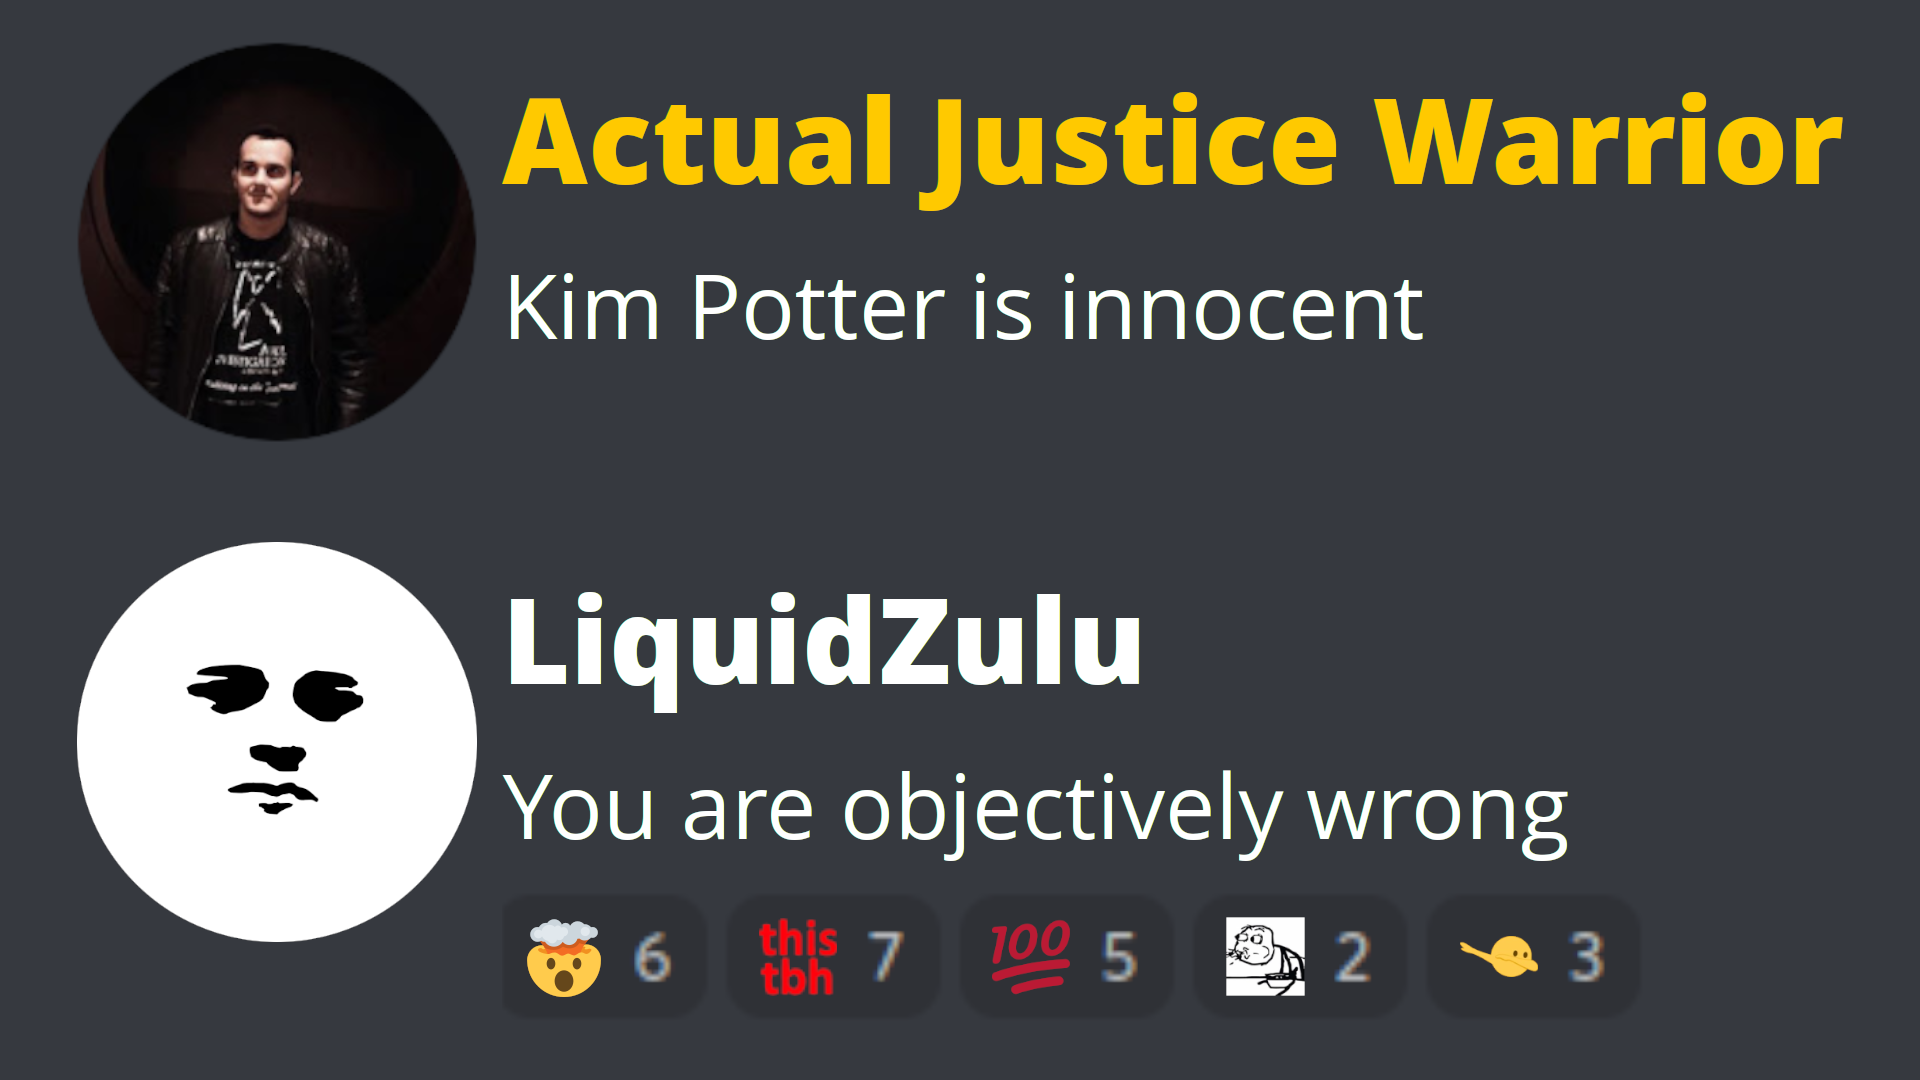 Actual Justice Warrior
Kim Potter is innocent
LiquidZulu
You are objectively wrong
this
tbh
100
6 7 5 2 3